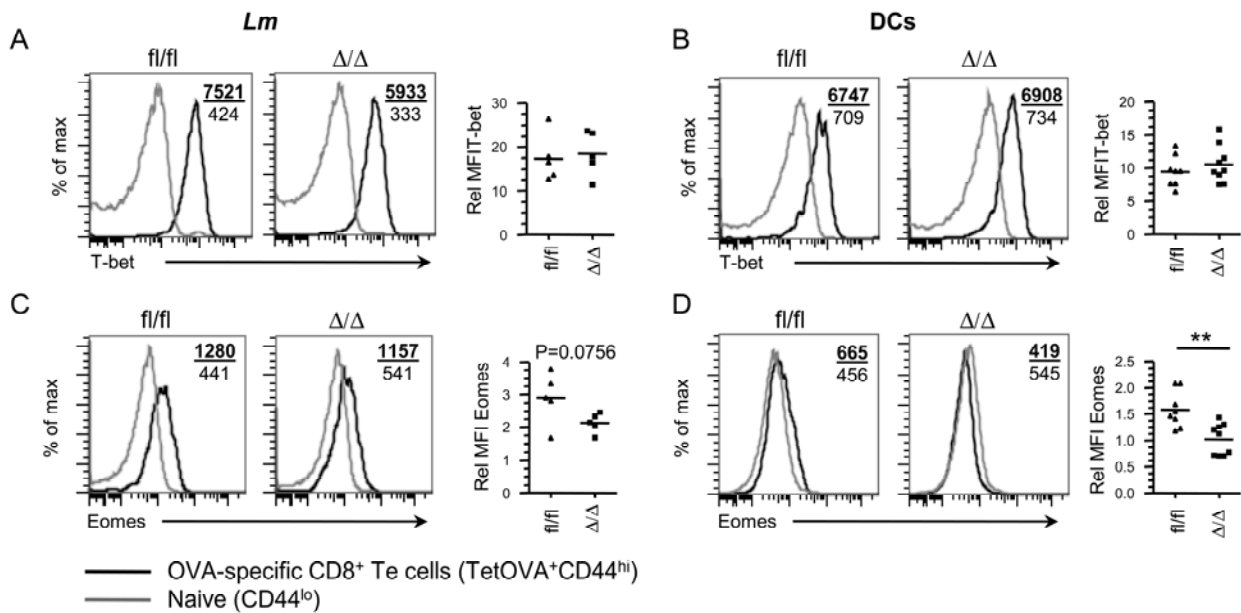 Lm
DCs
A
fl/fl
Δ/Δ
% of max
7521
424
5933
333
T-bet
Rel MFIT-bet
30
20
10
0
fl/fl
Δ/Δ
B
fl/fl
Δ/Δ
% of max
6747
709
6908
734
T-bet
Rel MFIT-bet
20
15
10
5
0
fl/fl
Δ/Δ
C
fl/fl
Δ/Δ
% of max
1280
441
1157
541
Eomes
Rel MFI Eomes
P=0.0756
4
3
2
1
0
fl/fl
Δ/Δ
D
fl/fl
Δ/Δ
% of max
665
456
419
545
Eomes
Rel MFI Eomes
**
2.5
2.0
1.5
1.0
0.5
0.0
fl/fl
Δ/Δ
OVA-specific CD8⁺ Te cells (TetOVA⁺CD44ʰⁱ)
Naive (CD44ˡᵒ)